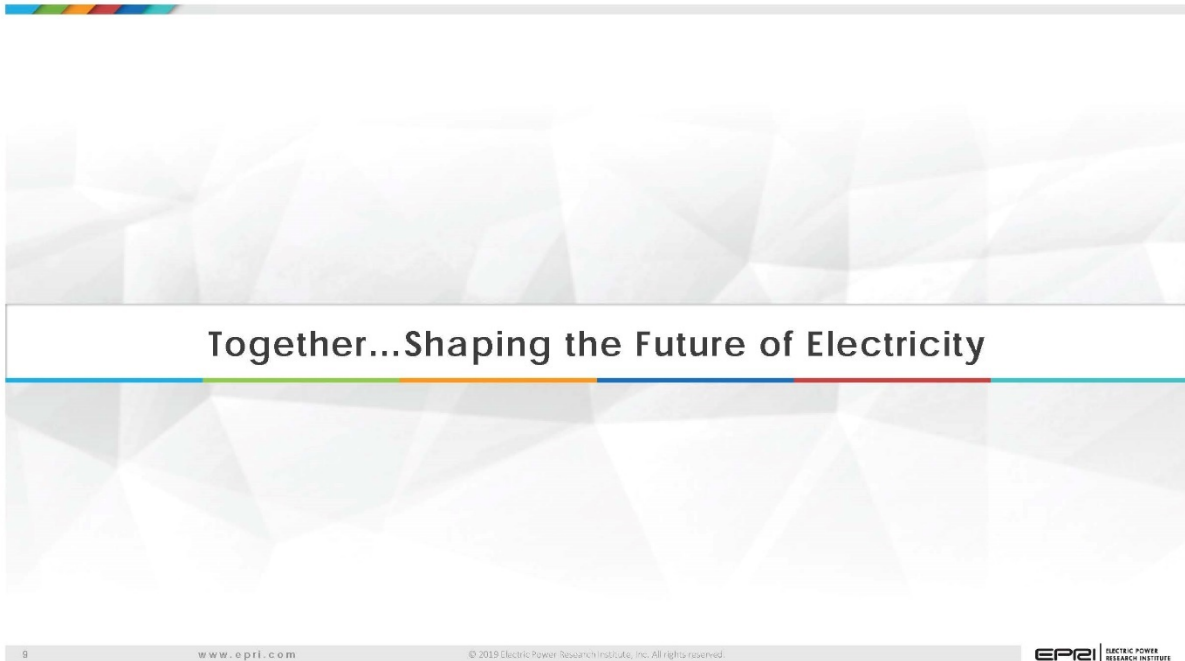 Together...Shaping the Future of Electricity
9
www.epri.com
© 2019 Electric Power Research Institute, Inc. All rights reserved.
EPRI
ELECTRIC POWER
RESEARCH INSTITUTE